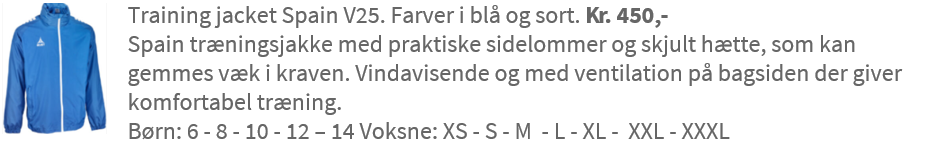 Training jacket Spain V25. Farver i blå og sort. Kr. 450,-
Spain træningsjakke med praktiske sidelommer og skjult hætte, som kan
gemmes væk i kraven. Vindavisende og med ventilation på bagsiden der giver
komfortabel træning.
Børn: 6 - 8 - 10 - 12 – 14 Voksne: XS - S - M  - L - XL -  XXL - XXXL